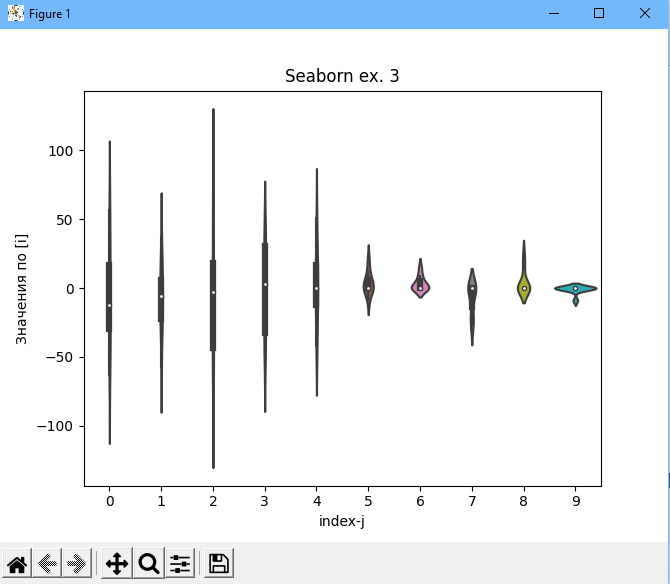 Figure 1
Seaborn ex. 3
100
50
0
−50
−100
Значения по [i]
0 1 2 3 4 5 6 7 8 9
index-j